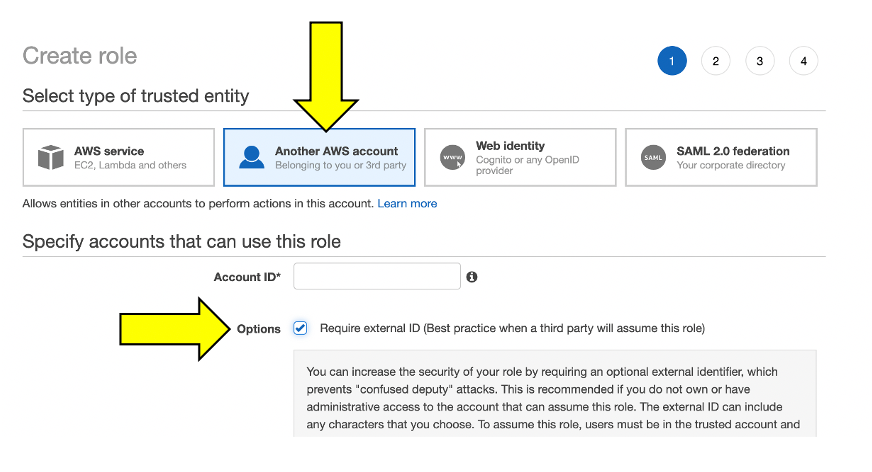 Create role
1 2 3 4
Select type of trusted entity
AWS service
EC2, Lambda and others
Another AWS account
Belonging to you or 3rd party
www
Web identity
Cognito or any OpenID
provider
SAML
SAML 2.0 federation
Your corporate directory
Allows entities in other accounts to perform actions in this account. Learn more
Specify accounts that can use this role
Account ID*
Options Require external ID (Best practice when a third party will assume this role)
You can increase the security of your role by requiring an optional external identifier, which
prevents "confused deputy" attacks. This is recommended if you do not own or have
administrative access to the account that can assume this role. The external ID can include
any characters that you choose. To assume this role, users must be in the trusted account and